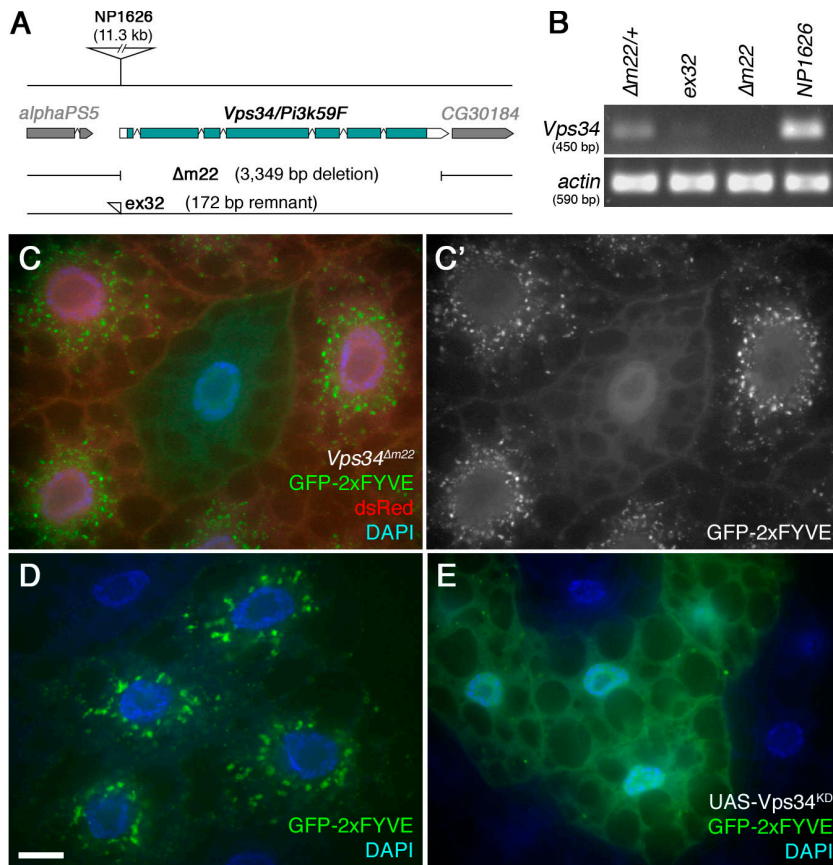 A
NP1626
(11.3 kb)
alphaPS5
Vps34/Pi3k59F
CG30184
Δm22 (3,349 bp deletion)
ex32 (172 bp remnant)
B
Δm22/+
ex32
Δm22
NP1626
Vps34
(450 bp)
actin
(590 bp)
C
Vps34Δm22
GFP-2xFYVE
dsRed
DAPI
C'
GFP-2xFYVE
D
GFP-2xFYVE
DAPI
E
UAS-Vps34KD
GFP-2xFYVE
DAPI